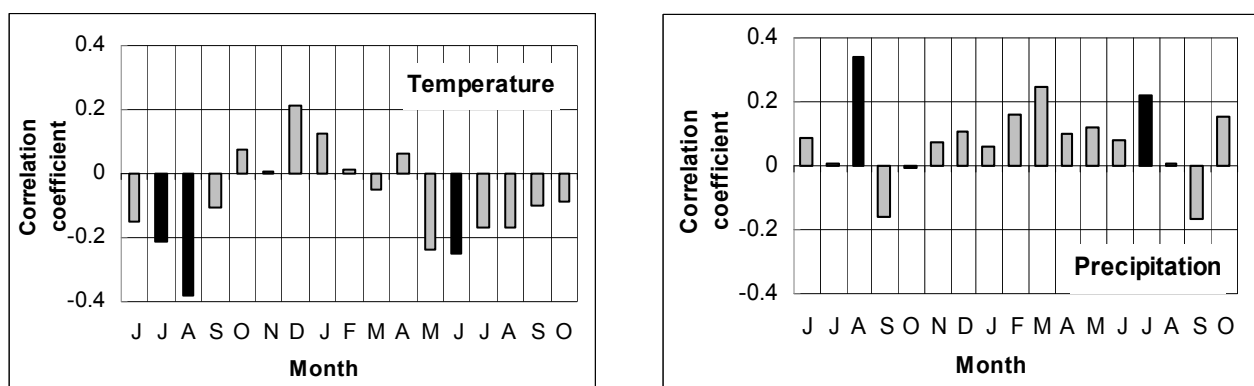 0.4
0.2
0
-0.2
-0.4
Correlation
coefficient
Temperature
J J A S O N D J F M A M J J A S O
Month
0.4
0.2
0
-0.2
-0.4
Correlation
coefficient
Precipitation
J J A S O N D J F M A M J J A S O
Month